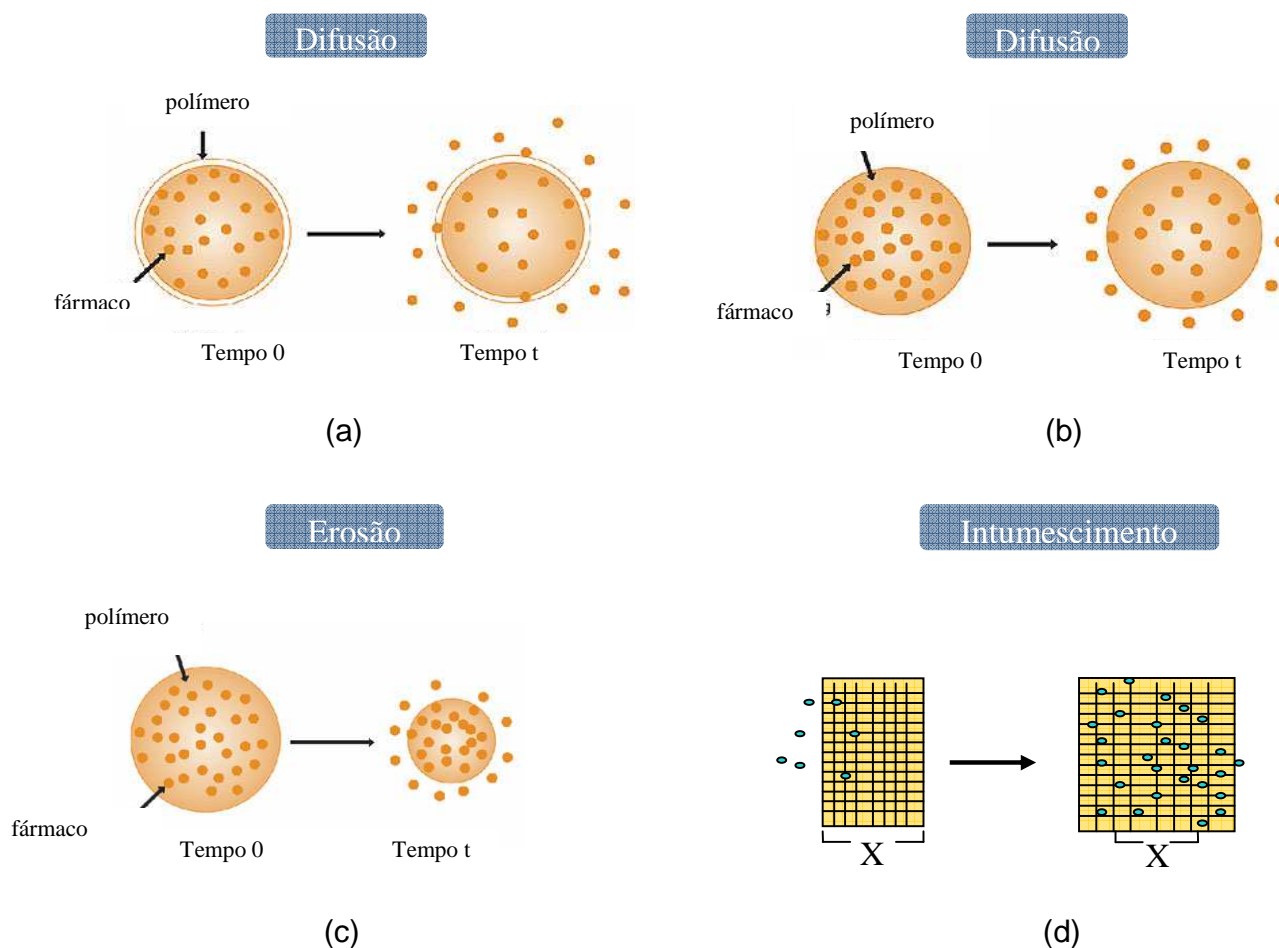 Difusão
polímero
fármaco
Tempo 0
Tempo t
(a)
Difusão
polímero
fármaco
Tempo 0
Tempo t
(b)
Erosão
polímero
fármaco
Tempo 0
Tempo t
(c)
Intumescimento
X
X
(d)